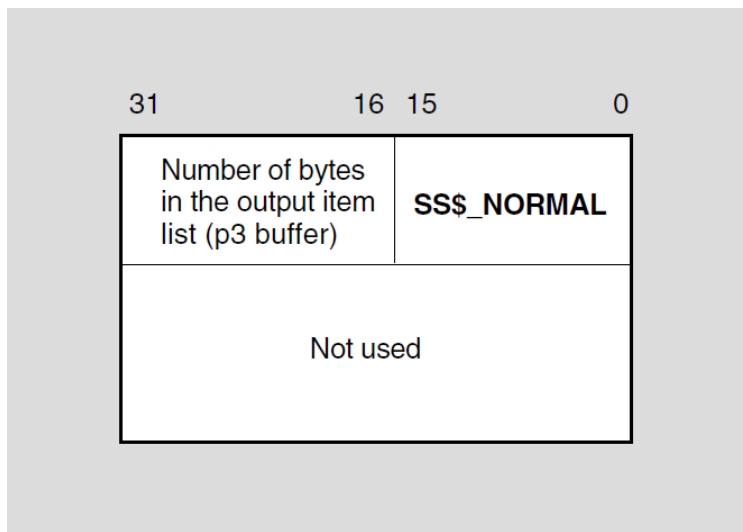 31 16 15 0
Number of bytes
in the output item
list (p3 buffer)
SS$_NORMAL
Not used